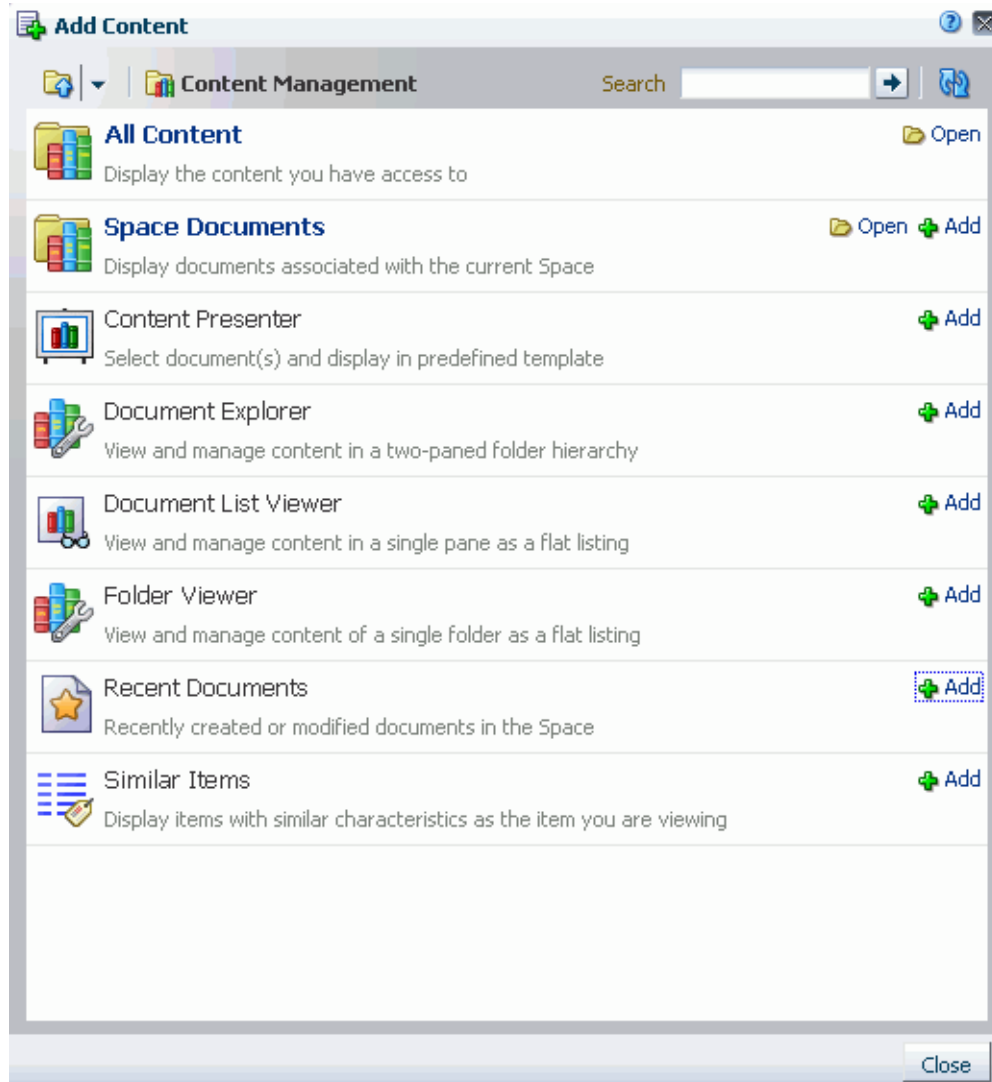 Add Content
Content Management Search
All Content Open
Display the content you have access to
Space Documents Open Add
Display documents associated with the current Space
Content Presenter Add
Select document(s) and display in predefined template
Document Explorer Add
View and manage content in a two-paned folder hierarchy
Document List Viewer Add
View and manage content in a single pane as a flat listing
Folder Viewer Add
View and manage content of a single folder as a flat listing
Recent Documents Add
Recently created or modified documents in the Space
Similar Items Add
Display items with similar characteristics as the item you are viewing
Close